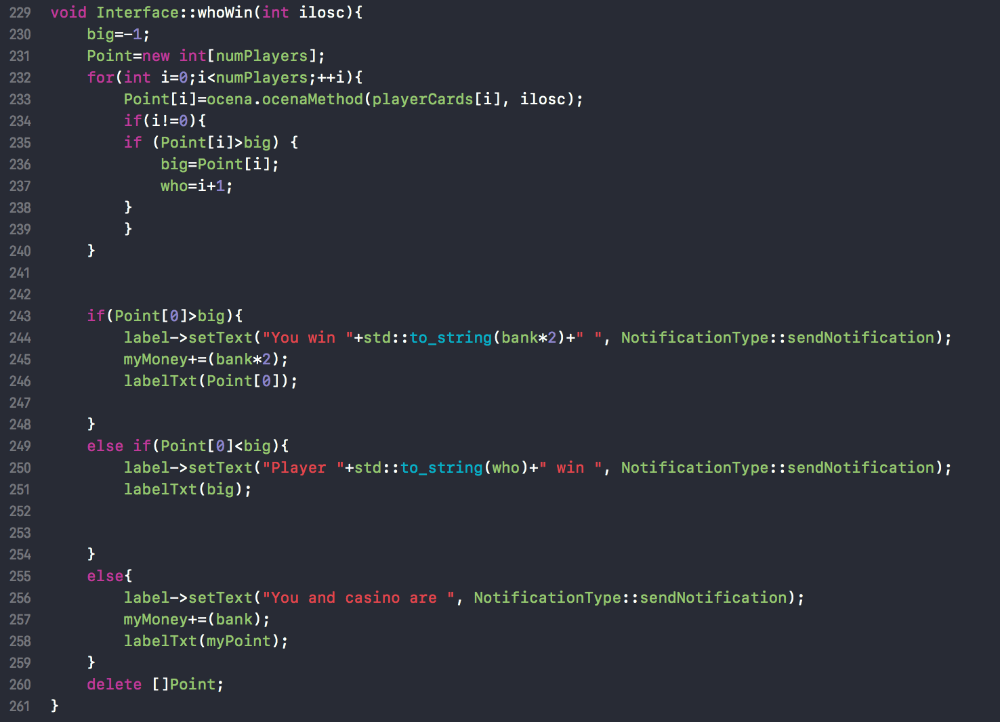 229 void Interface::whoWin(int ilosc){
230     big=-1;
231     Point=new int[numPlayers];
232     for(int i=0;i<numPlayers;++i){
233         Point[i]=ocena.ocenaMethod(playerCards[i], ilosc);
234         if(i!=0){
235         if (Point[i]>big) {
236             big=Point[i];
237             who=i+1;
238         }
239         }
240     }
241
242
243     if(Point[0]>big){
244         label->setText("You win "+std::to_string(bank*2)+" ", NotificationType::sendNotification);
245         myMoney+=(bank*2);
246         labelTxt(Point[0]);
247
248     }
249     else if(Point[0]<big){
250         label->setText("Player "+std::to_string(who)+" win ", NotificationType::sendNotification);
251         labelTxt(big);
252
253
254     }
255     else{
256         label->setText("You and casino are ", NotificationType::sendNotification);
257         myMoney+=(bank);
258         labelTxt(myPoint);
259     }
260     delete []Point;
261 }